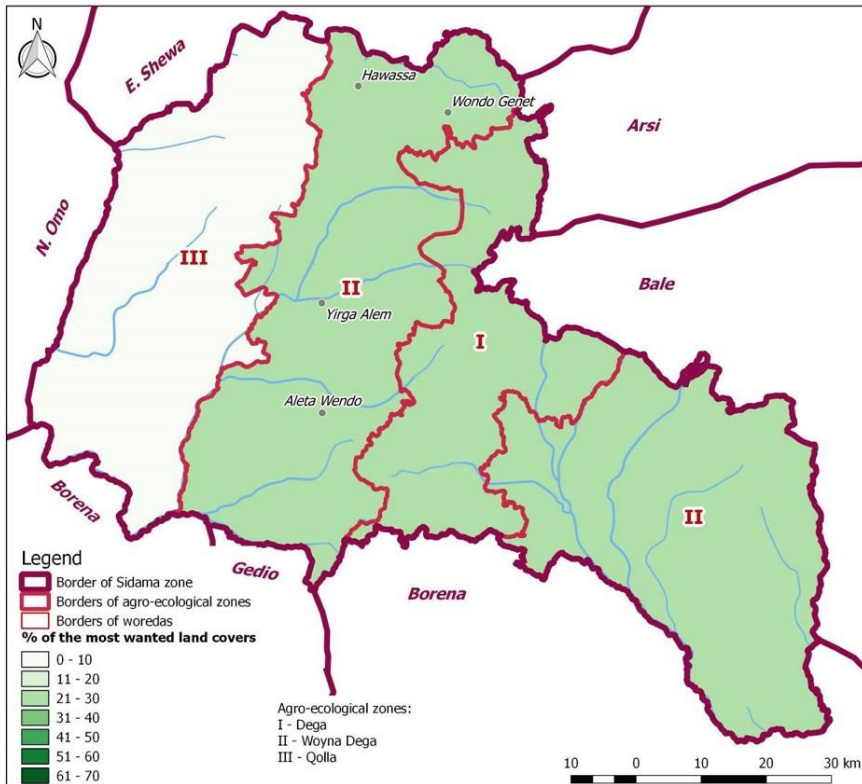 N
E. Shewa
Hawassa
Wondo Genet
Arsi
N. Omo
III
II
Bale
Yirga Alem
I
Aleta Wendo
Borena
II
Gedio
Borena
Legend
Border of Sidama zone
Borders of agro-ecological zones
Borders of woredas
% of the most wanted land covers
0 - 10
11 - 20
21 - 30
31 - 40
41 - 50
51 - 60
61 - 70
Agro-ecological zones:
I - Dega
II - Woyna Dega
III - Qolla
10 0 10 20 30 km